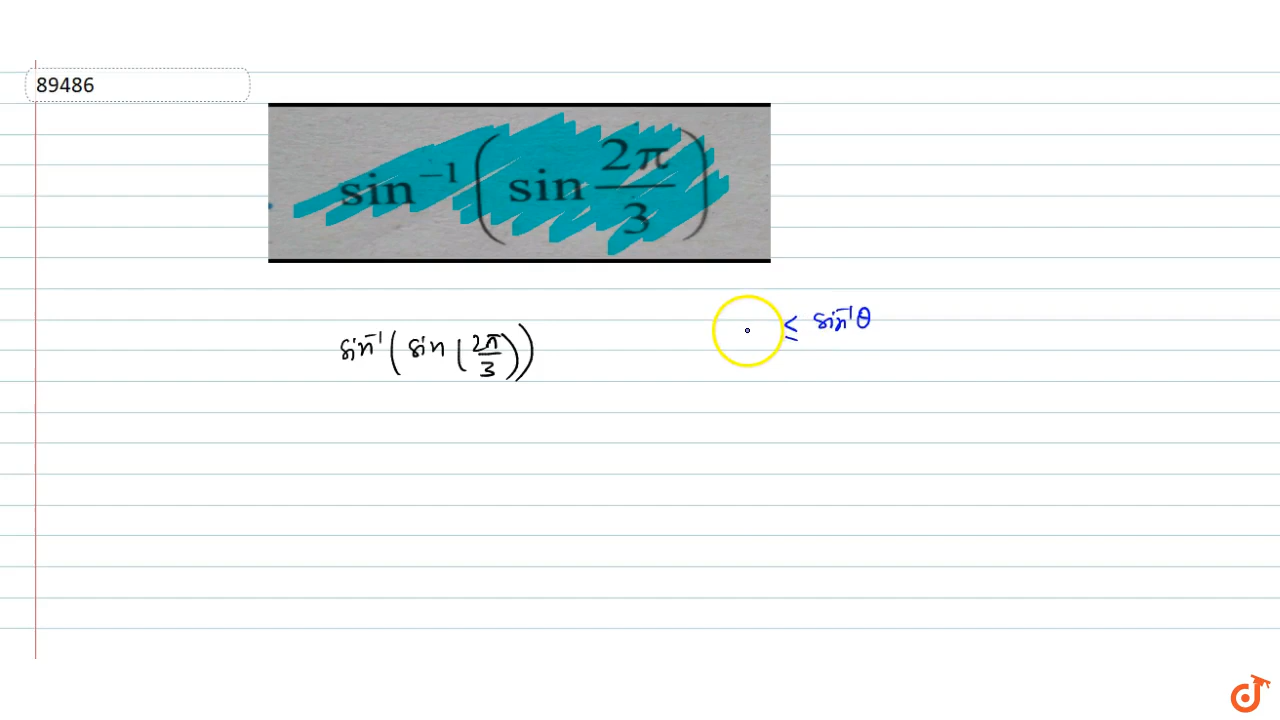 89486
sin⁻¹(sin 2π/3)
sin⁻¹(sin(2π/3))
≤ sin⁻¹θ